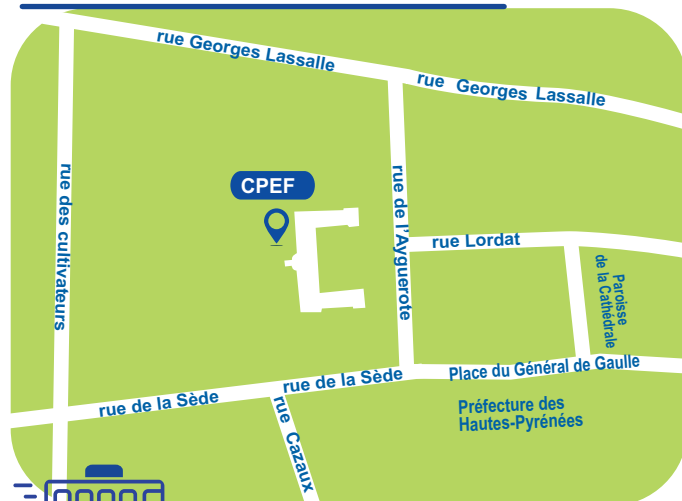 rue Georges Lassalle
rue Georges Lassalle
rue des cultivateurs
CPEF
rue de l'Ayguerote
rue Lordat
Paroisse
de la Cathédrale
rue de la Sède
rue de la Sède
Place du Général de Gaulle
rue Cazaux
Préfecture des
Hautes-Pyrénées